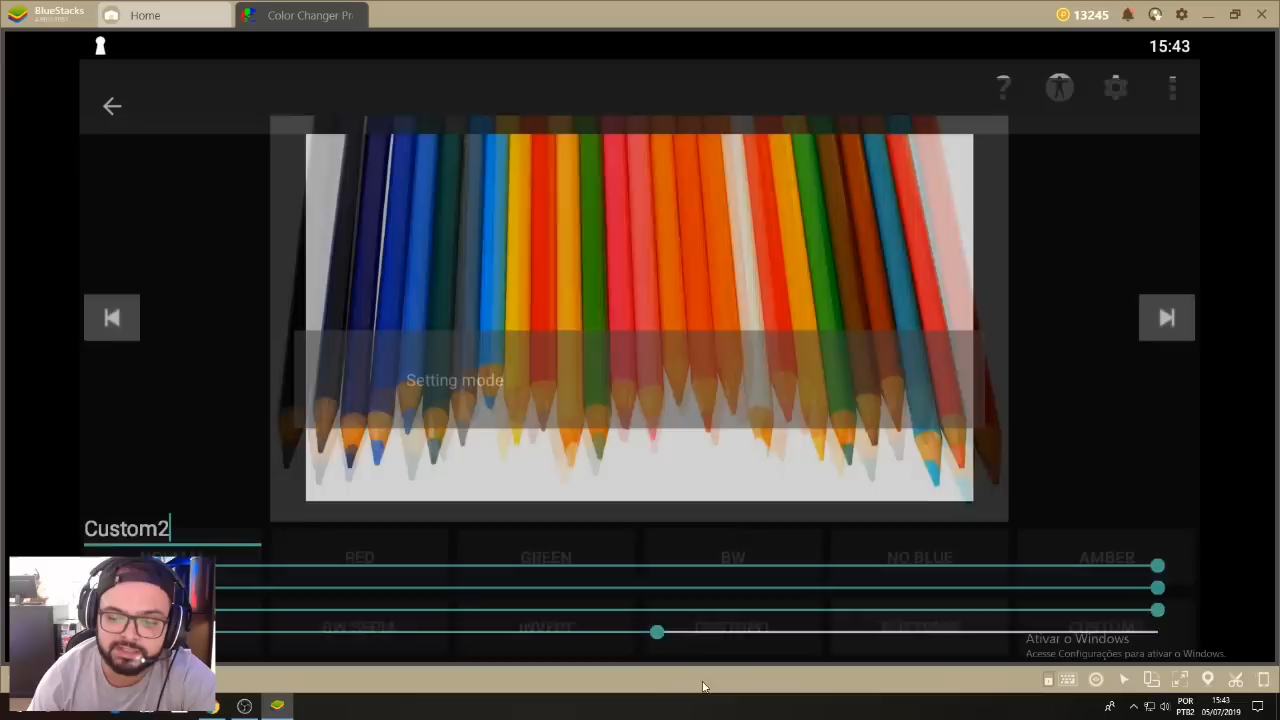 BlueStacks
Home
Color Changer Pr
13245
15:43
?
Setting mode
Custom2
RED
GREEN
BW
NO BLUE
AMBER
INVERT
Ativar o Windows
Acesse Configurações para ativar o Windows.
POR
PTB2
15:43
05/07/2019